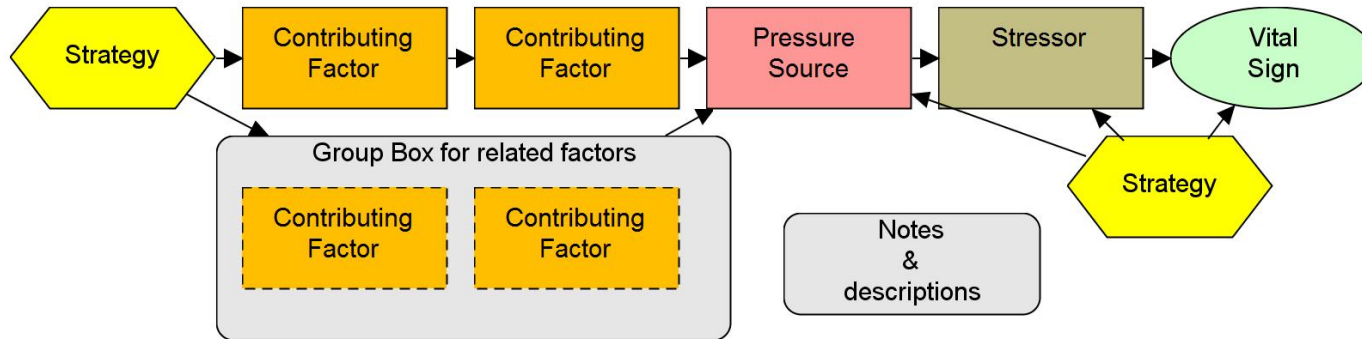 Strategy
Contributing
Factor
Contributing
Factor
Pressure
Source
Stressor
Vital
Sign
Group Box for related factors
Contributing
Factor
Contributing
Factor
Strategy
Notes
&
descriptions